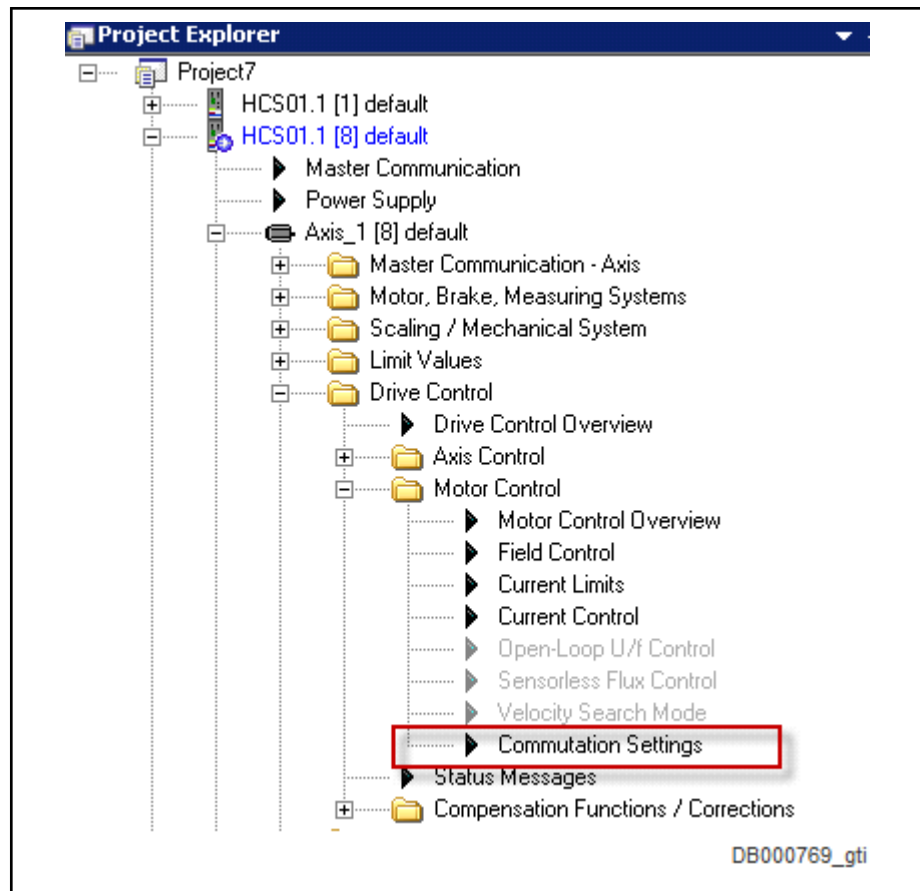 Project Explorer
Project7
HCS01.1 [1] default
HCS01.1 [8] default
Master Communication
Power Supply
Axis_1 [8] default
Master Communication - Axis
Motor, Brake, Measuring Systems
Scaling / Mechanical System
Limit Values
Drive Control
Drive Control Overview
Axis Control
Motor Control
Motor Control Overview
Field Control
Current Limits
Current Control
Open-Loop U/f Control
Sensorless Flux Control
Velocity Search Mode
Commutation Settings
Status Messages
Compensation Functions / Corrections
DB000769_gti